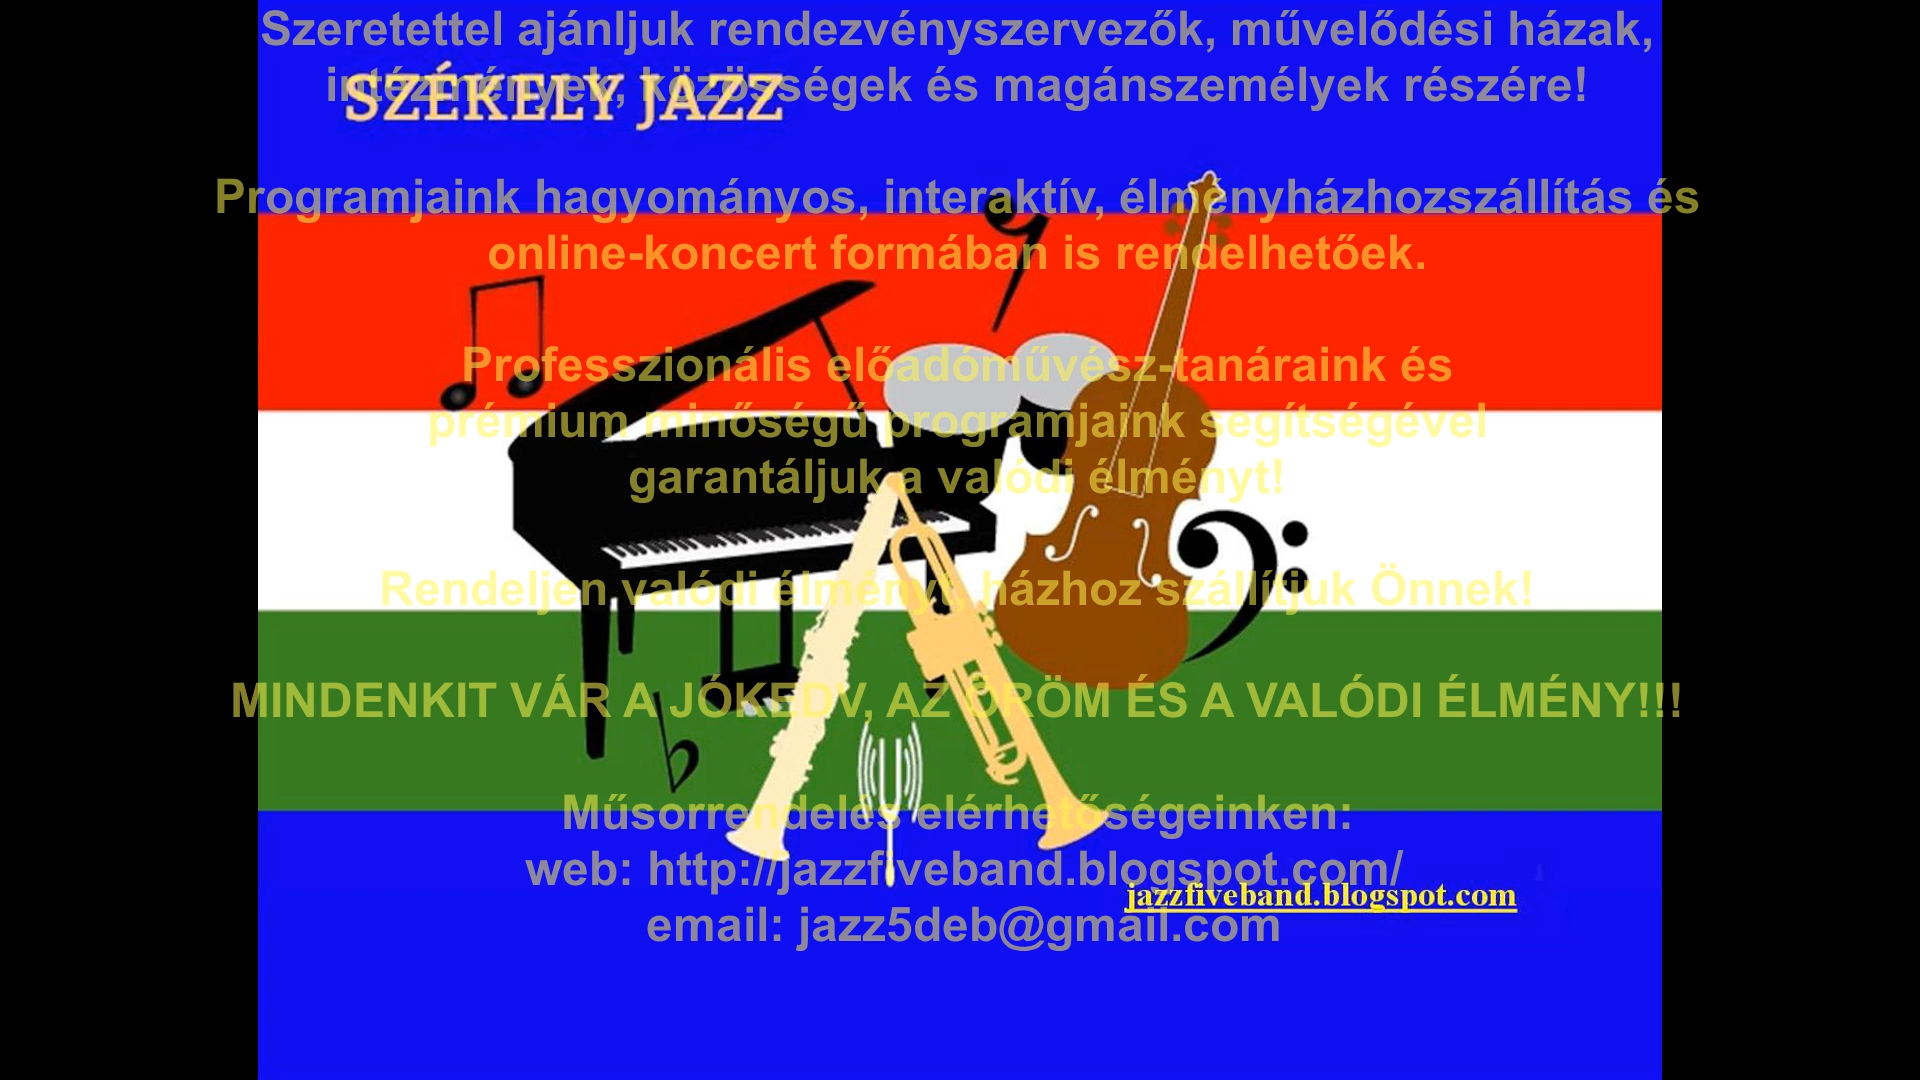 Szeretettel ajánljuk rendezvényszervezők, művelődési házak,
intézmények, közösségek és magánszemélyek részére!
SZÉKELY JAZZ
Programjaink hagyományos, interaktív, élményházhozszállítás és
online-koncert formában is rendelhetőek.
Professzionális előadóművész-tanáraink és
prémium minőségű programjaink segítségével
garantáljuk a valódi élményt!
Rendeljen valódi élményt, házhoz szállítjuk Önnek!
MINDENKIT VÁR A JÓKEDV, AZ ÖRÖM ÉS A VALÓDI ÉLMÉNY!!!
Műsorrendelés elérhetőségeinken:
web: http://jazzfiveband.blogspot.com/
jazzfiveband.blogspot.com
email: jazz5deb@gmail.com